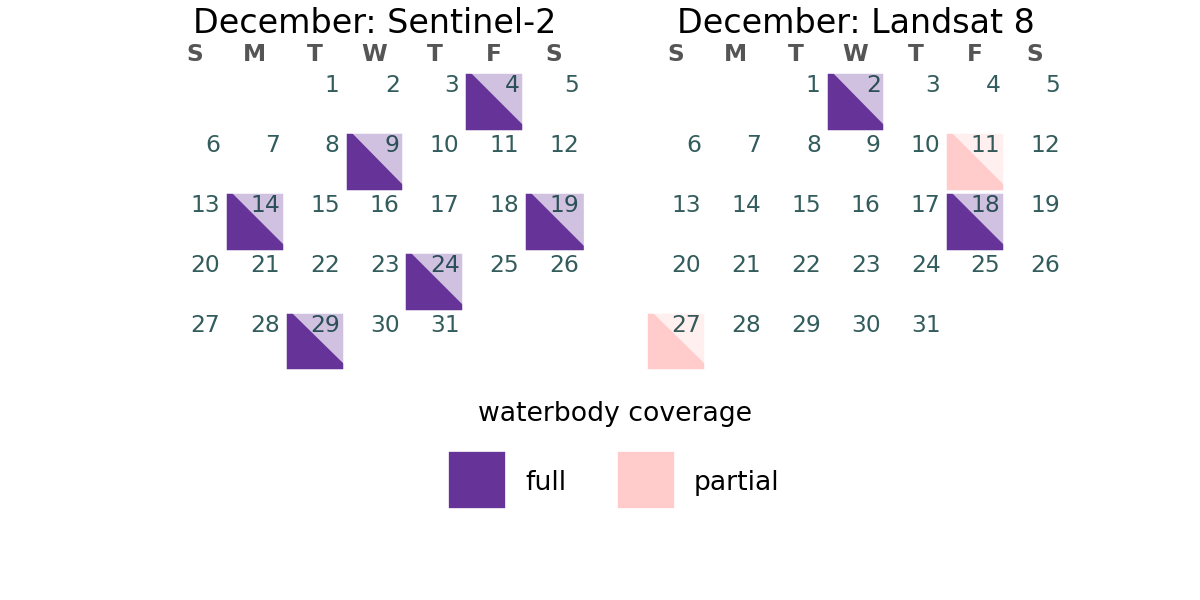 December: Sentinel-2
S M T W T F S
1 2 3 4 5
6 7 8 9 10 11 12
13 14 15 16 17 18 19
20 21 22 23 24 25 26
27 28 29 30 31
December: Landsat 8
S M T W T F S
1 2 3 4 5
6 7 8 9 10 11 12
13 14 15 16 17 18 19
20 21 22 23 24 25 26
27 28 29 30 31
waterbody coverage
full partial